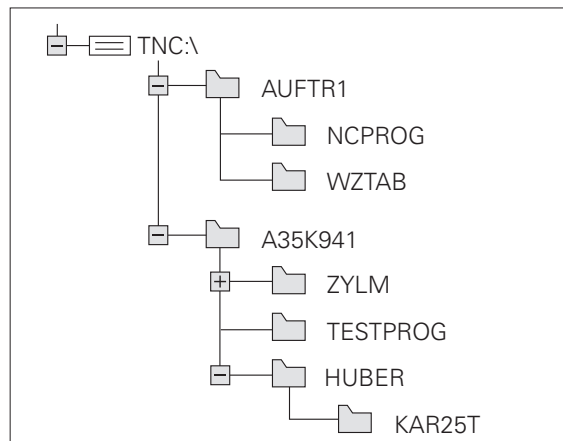 TNC:\
AUFTR1
NCPROG
WZTAB
A35K941
ZYLM
TESTPROG
HUBER
KAR25T